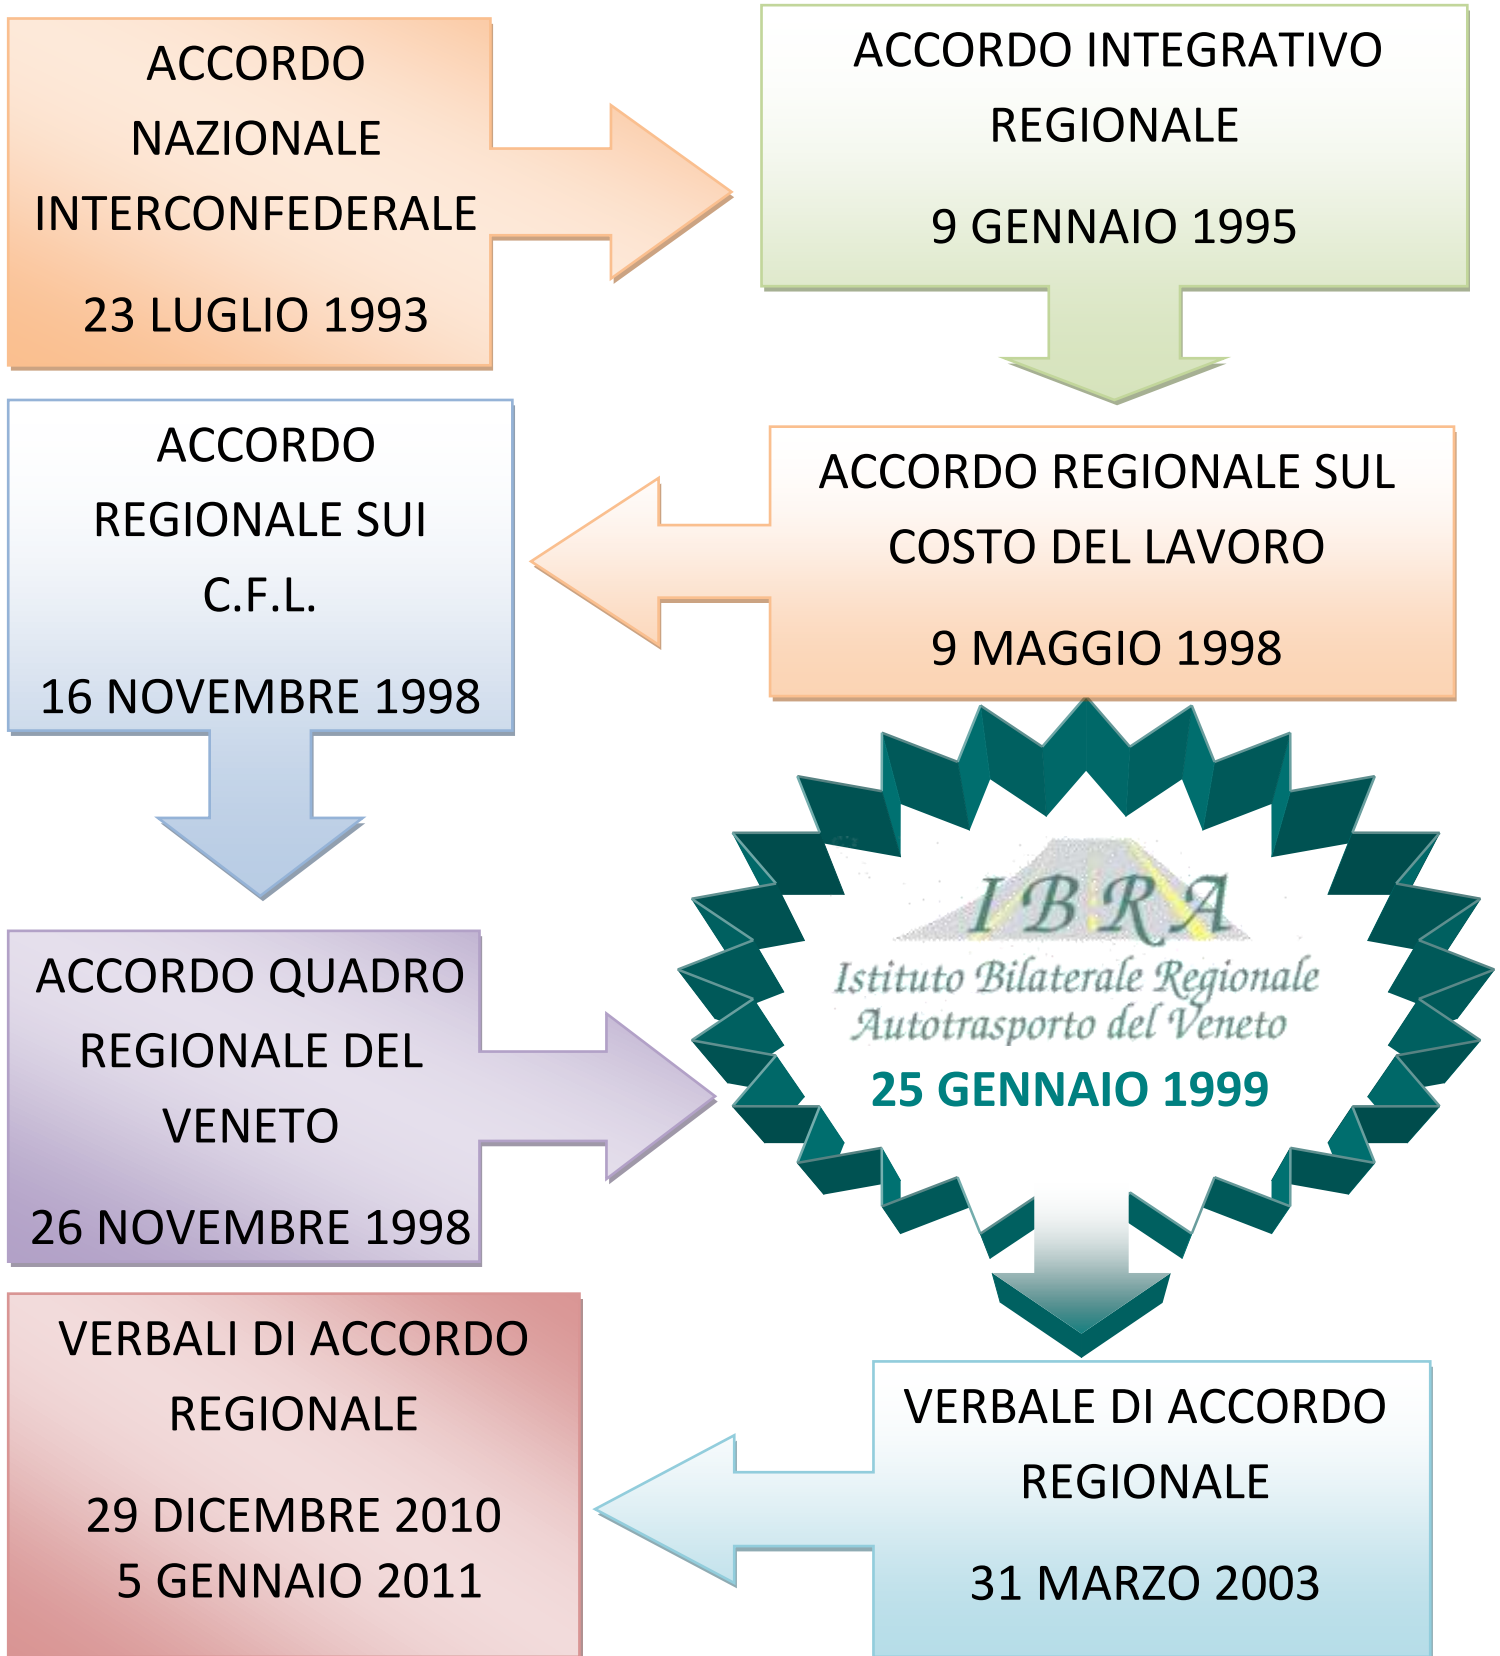 ACCORDO
NAZIONALE
INTERCONFEDERALE
23 LUGLIO 1993
ACCORDO INTEGRATIVO
REGIONALE
9 GENNAIO 1995
ACCORDO REGIONALE SUL
COSTO DEL LAVORO
9 MAGGIO 1998
ACCORDO
REGIONALE SUI
C.F.L.
16 NOVEMBRE 1998
ACCORDO QUADRO
REGIONALE DEL
VENETO
26 NOVEMBRE 1998
IBRA
Istituto Bilaterale Regionale
Autotrasporto del Veneto
25 GENNAIO 1999
VERBALE DI ACCORDO
REGIONALE
31 MARZO 2003
VERBALI DI ACCORDO
REGIONALE
29 DICEMBRE 2010
5 GENNAIO 2011